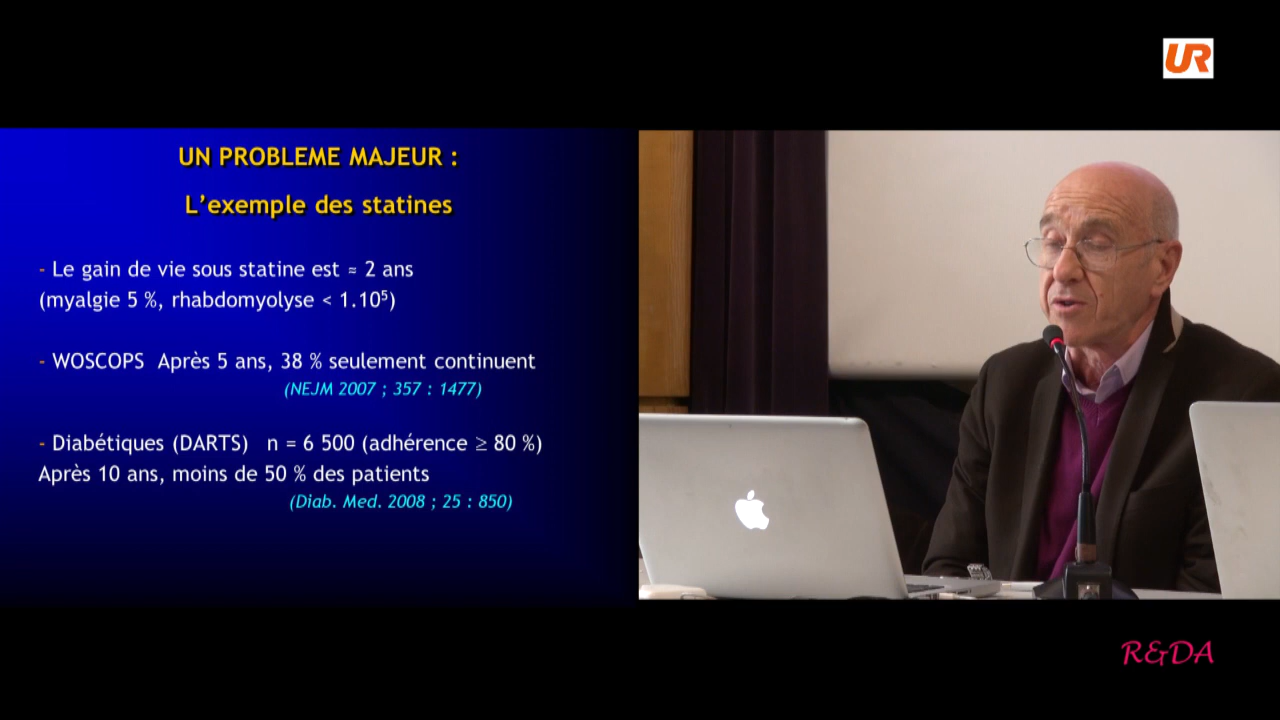 UR
UN PROBLEME MAJEUR :
L’exemple des statines
- Le gain de vie sous statine est ≈ 2 ans
(myalgie 5 %, rhabdomyolyse < 1.10⁵)
- WOSCOPS Après 5 ans, 38 % seulement continuent
(NEJM 2007 ; 357 : 1477)
- Diabétiques (DARTS) n = 6 500 (adhérence ≥ 80 %)
Après 10 ans, moins de 50 % des patients
(Diab. Med. 2008 ; 25 : 850)
R&DA